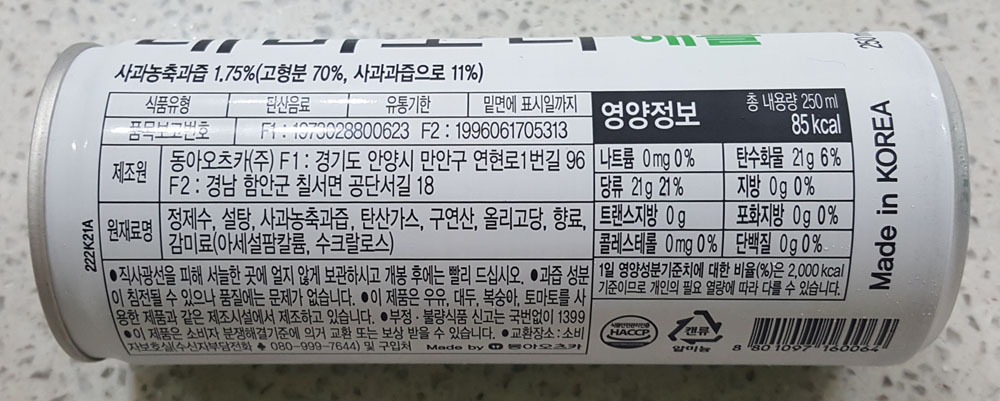 사과농축과즙 1.75%(고형분 70%, 사과과즙으로 11%)
식품유형 탄산음료 유통기한 밑면에 표시일까지
품목보고번호 F1 : 1973028800623 F2 : 1996061705313
제조원 동아오츠카(주) F1 : 경기도 안양시 만안구 연현로1번길 96
F2 : 경남 함안군 칠서면 공단서길 18
원재료명 정제수, 설탕, 사과농축과즙, 탄산가스, 구연산, 올리고당, 향료,
감미료(아세설팜칼륨, 수크랄로스)
●직사광선을 피해 서늘한 곳에 얼지 않게 보관하시고 개봉 후에는 빨리 드십시오. ●과즙 성분
이 침전될 수 있으나 품질에는 문제가 없습니다. ●이 제품은 우유, 대두, 복숭아, 토마토를 사
용한 제품과 같은 제조시설에서 제조하고 있습니다. ●부정·불량식품 신고는 국번없이 1399
●이 제품은 소비자 분쟁해결기준에 의거 교환 또는 보상 받을 수 있습니다. ●교환장소 : 소비
자보호실(수신자부담전화 080-999-7644) 및 구입처 Made by 동아오츠카
222K21A
영양정보 총 내용량 250 ml
85 kcal
나트륨 0 mg 0% 탄수화물 21 g 6%
당류 21 g 21% 지방 0 g 0%
트랜스지방 0 g 포화지방 0 g 0%
콜레스테롤 0 mg 0% 단백질 0 g 0%
1일 영양성분기준치에 대한 비율(%)은 2,000 kcal
기준이므로 개인의 필요 열량에 따라 다를 수 있습니다.
HACCP
캔류
알미늄
8 801097 160064
Made in KOREA